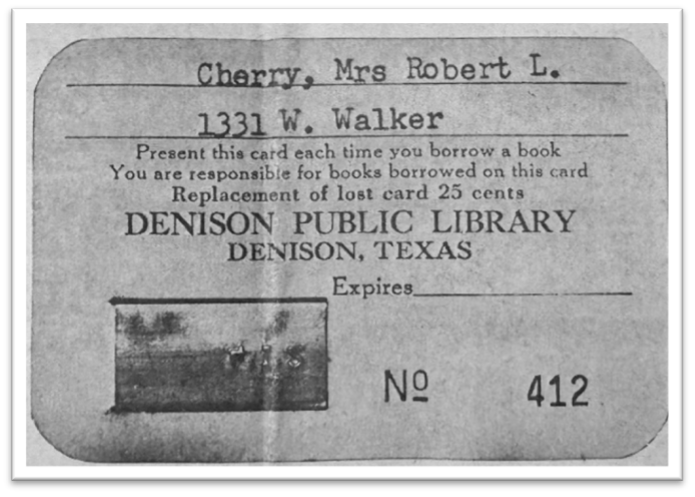 Cherry, Mrs Robert L.
1331 W. Walker
Present this card each time you borrow a book
You are responsible for books borrowed on this card
Replacement of lost card 25 cents
DENISON PUBLIC LIBRARY
DENISON, TEXAS
Expires
Nº 412